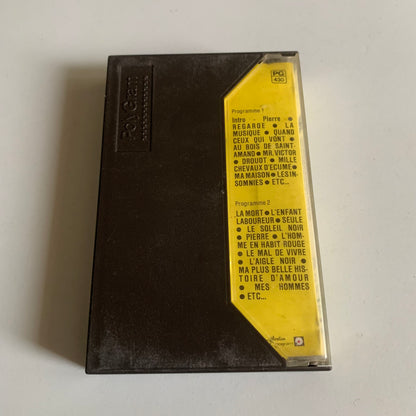 PolyGram
PG
430
Programme 1
Intro - Pierre ●
REGARDE ● LA
MUSIQUE ● QUAND
CEUX QUI VONT ●
AU BOIS DE SAINT-
AMAND ● MR. VICTOR
● DROUOT ● MILLE
CHEVAUX D'ECUME ●
MA MAISON ● LES IN-
SOMNIES ● ETC...
Programme 2
LA MORT ● L'ENFANT
LABOUREUR ● SEULE
● LE SOLEIL NOIR
● PIERRE ● L'HOM-
ME EN HABIT ROUGE
● LE MAL DE VIVRE
● L'AIGLE NOIR ●
MA PLUS BELLE HIS-
TOIRE D'AMOUR
● MES HOMMES
● ETC...